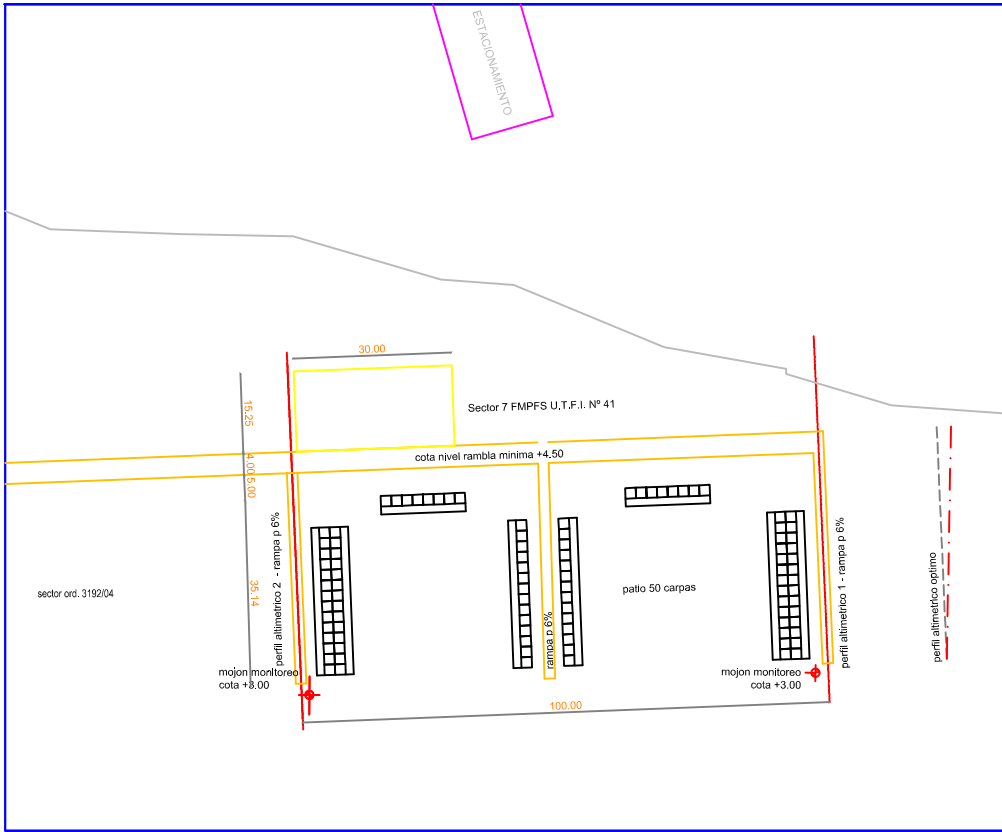 ESTACIONAMIENTO
30.00
Sector 7 FMPFS U.T.F.I. Nº 41
15.25
cota nivel rambla minima +4.50
4.00
5.00
perfil altimetrico 2 - rampa p 6%
35.14
sector ord. 3192/04
patio 50 carpas
rampa p 6%
perfil altimetrico 1 - rampa p 6%
perfil altimetrico optimo
mojon monitoreo
cota +3.00
mojon monitoreo
cota +3.00
100.00